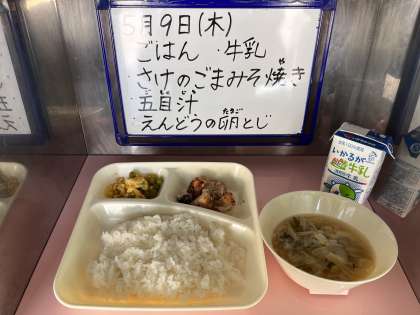 5月9日(木)
ごはん ・牛乳
さけのごまみそ焼き
五目汁
たまご
えんどうの卵とじ
いかるが
牛乳